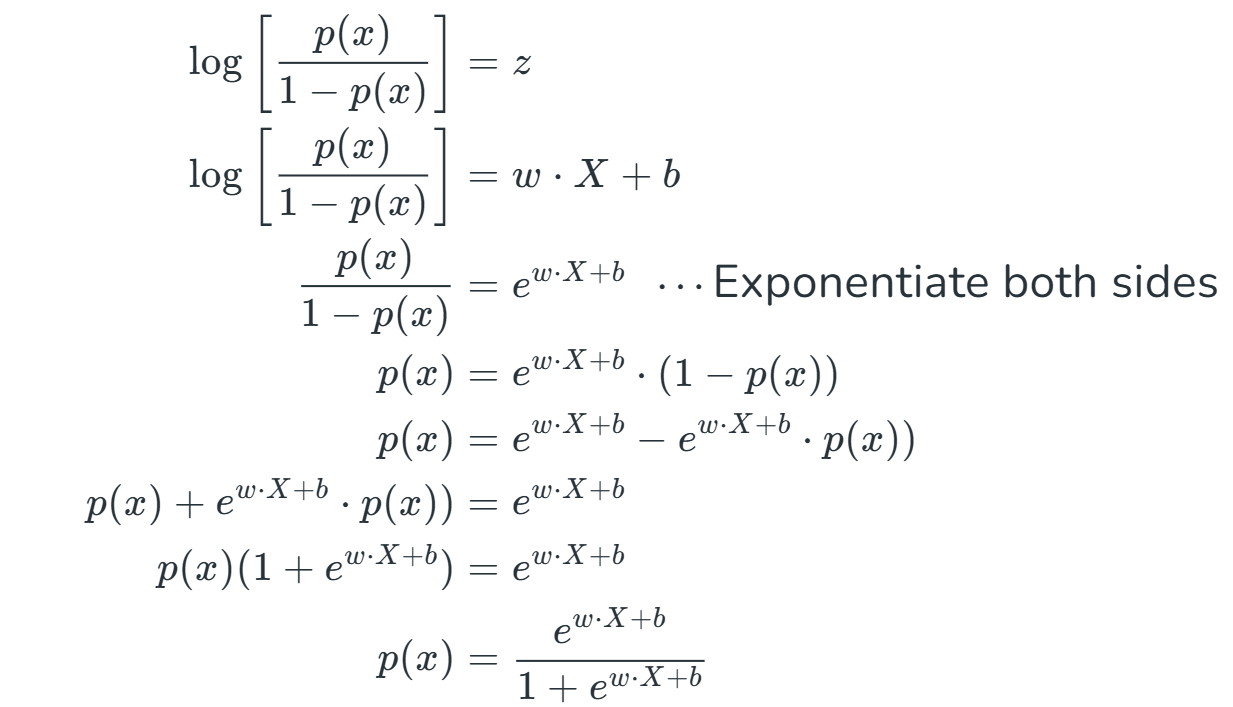 log [ p(x) / 1 − p(x) ] = z
log [ p(x) / 1 − p(x) ] = w · X + b
p(x) / 1 − p(x) = e^{w·X+b} ··· Exponentiate both sides
p(x) = e^{w·X+b} · (1 − p(x))
p(x) = e^{w·X+b} − e^{w·X+b} · p(x))
p(x) + e^{w·X+b} · p(x)) = e^{w·X+b}
p(x)(1 + e^{w·X+b}) = e^{w·X+b}
p(x) = e^{w·X+b} / 1 + e^{w·X+b}